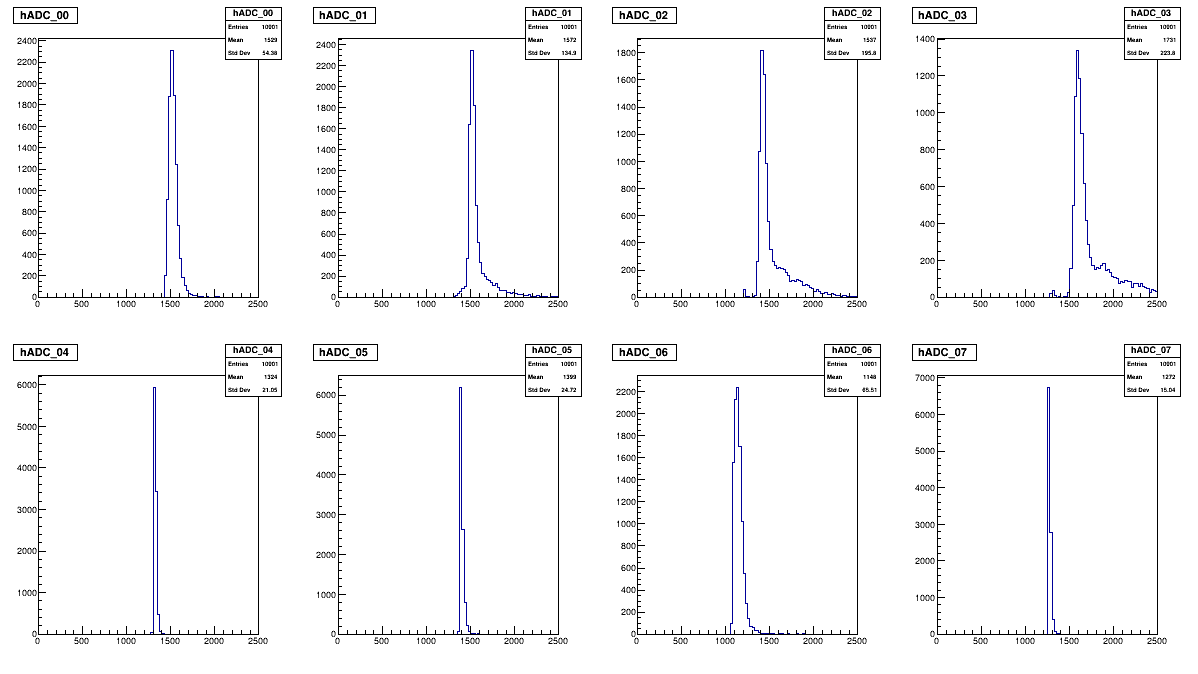 hADC_00
hADC_00
Entries 10001
Mean 1529
Std Dev 54.38
2400
2200
2000
1800
1600
1400
1200
1000
800
600
400
200
0
0 500 1000 1500 2000 2500
hADC_01
hADC_01
Entries 10001
Mean 1572
Std Dev 134.9
2400
2200
2000
1800
1600
1400
1200
1000
800
600
400
200
0
0 500 1000 1500 2000 2500
hADC_02
hADC_02
Entries 10001
Mean 1537
Std Dev 195.8
1800
1600
1400
1200
1000
800
600
400
200
0
0 500 1000 1500 2000 2500
hADC_03
hADC_03
Entries 10001
Mean 1731
Std Dev 223.8
1400
1200
1000
800
600
400
200
0
0 500 1000 1500 2000 2500
hADC_04
hADC_04
Entries 10001
Mean 1324
Std Dev 21.05
6000
5000
4000
3000
2000
1000
0
0 500 1000 1500 2000 2500
hADC_05
hADC_05
Entries 10001
Mean 1399
Std Dev 24.72
6000
5000
4000
3000
2000
1000
0
0 500 1000 1500 2000 2500
hADC_06
hADC_06
Entries 10001
Mean 1148
Std Dev 65.51
2200
2000
1800
1600
1400
1200
1000
800
600
400
200
0
0 500 1000 1500 2000 2500
hADC_07
hADC_07
Entries 10001
Mean 1272
Std Dev 15.04
7000
6000
5000
4000
3000
2000
1000
0
0 500 1000 1500 2000 2500